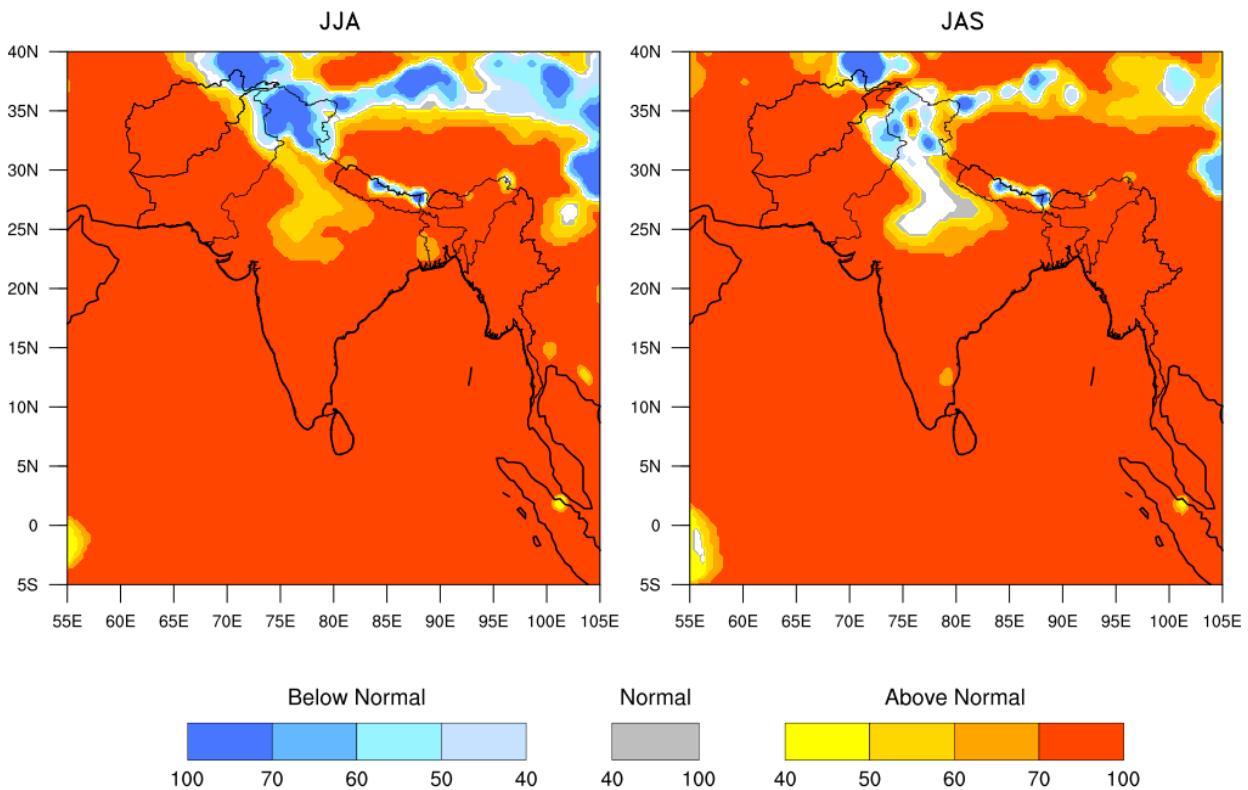 JJA JAS
40N 40N
35N 35N
30N 30N
25N 25N
20N 20N
15N 15N
10N 10N
5N 5N
0 0
5S 5S
55E 60E 65E 70E 75E 80E 85E 90E 95E 100E 105E 55E 60E 65E 70E 75E 80E 85E 90E 95E 100E 105E
Below Normal Normal Above Normal
100 70 60 50 40 40 100 40 50 60 70 100